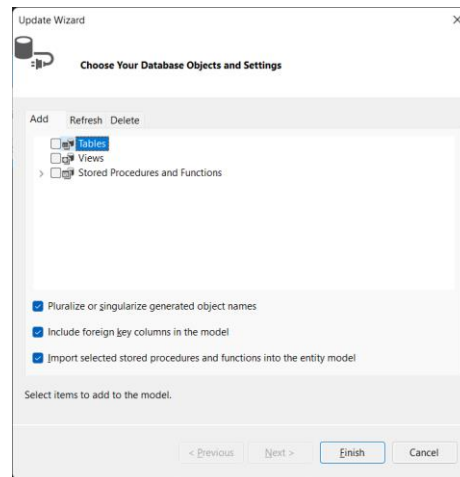 Update Wizard
Choose Your Database Objects and Settings
Add Refresh Delete
Tables
Views
Stored Procedures and Functions
Pluralize or singularize generated object names
Include foreign key columns in the model
Import selected stored procedures and functions into the entity model
Select items to add to the model.
< Previous Next > Finish Cancel